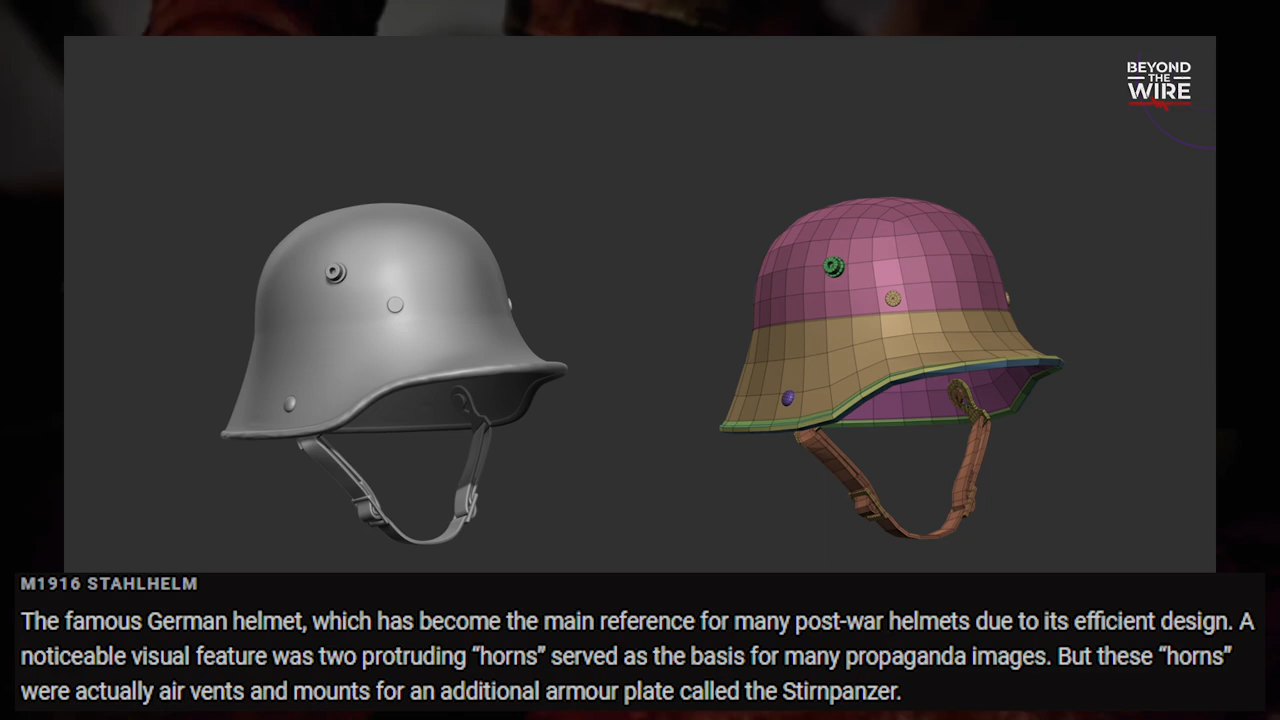 BEYOND
THE
WIRE
M1916 STAHLHELM
The famous German helmet, which has become the main reference for many post-war helmets due to its efficient design. A
noticeable visual feature was two protruding “horns” served as the basis for many propaganda images. But these “horns”
were actually air vents and mounts for an additional armour plate called the Stirnpanzer.